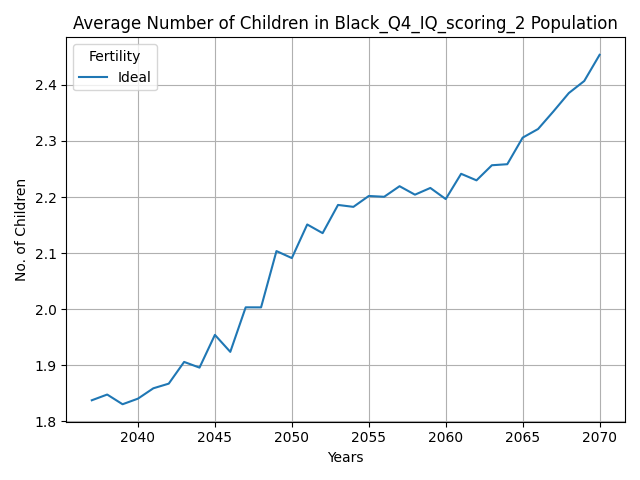 Average Number of Children in Black_Q4_IQ_scoring_2 Population
Fertility
Ideal
No. of Children
2.4
2.3
2.2
2.1
2.0
1.9
1.8
2040 2045 2050 2055 2060 2065 2070
Years